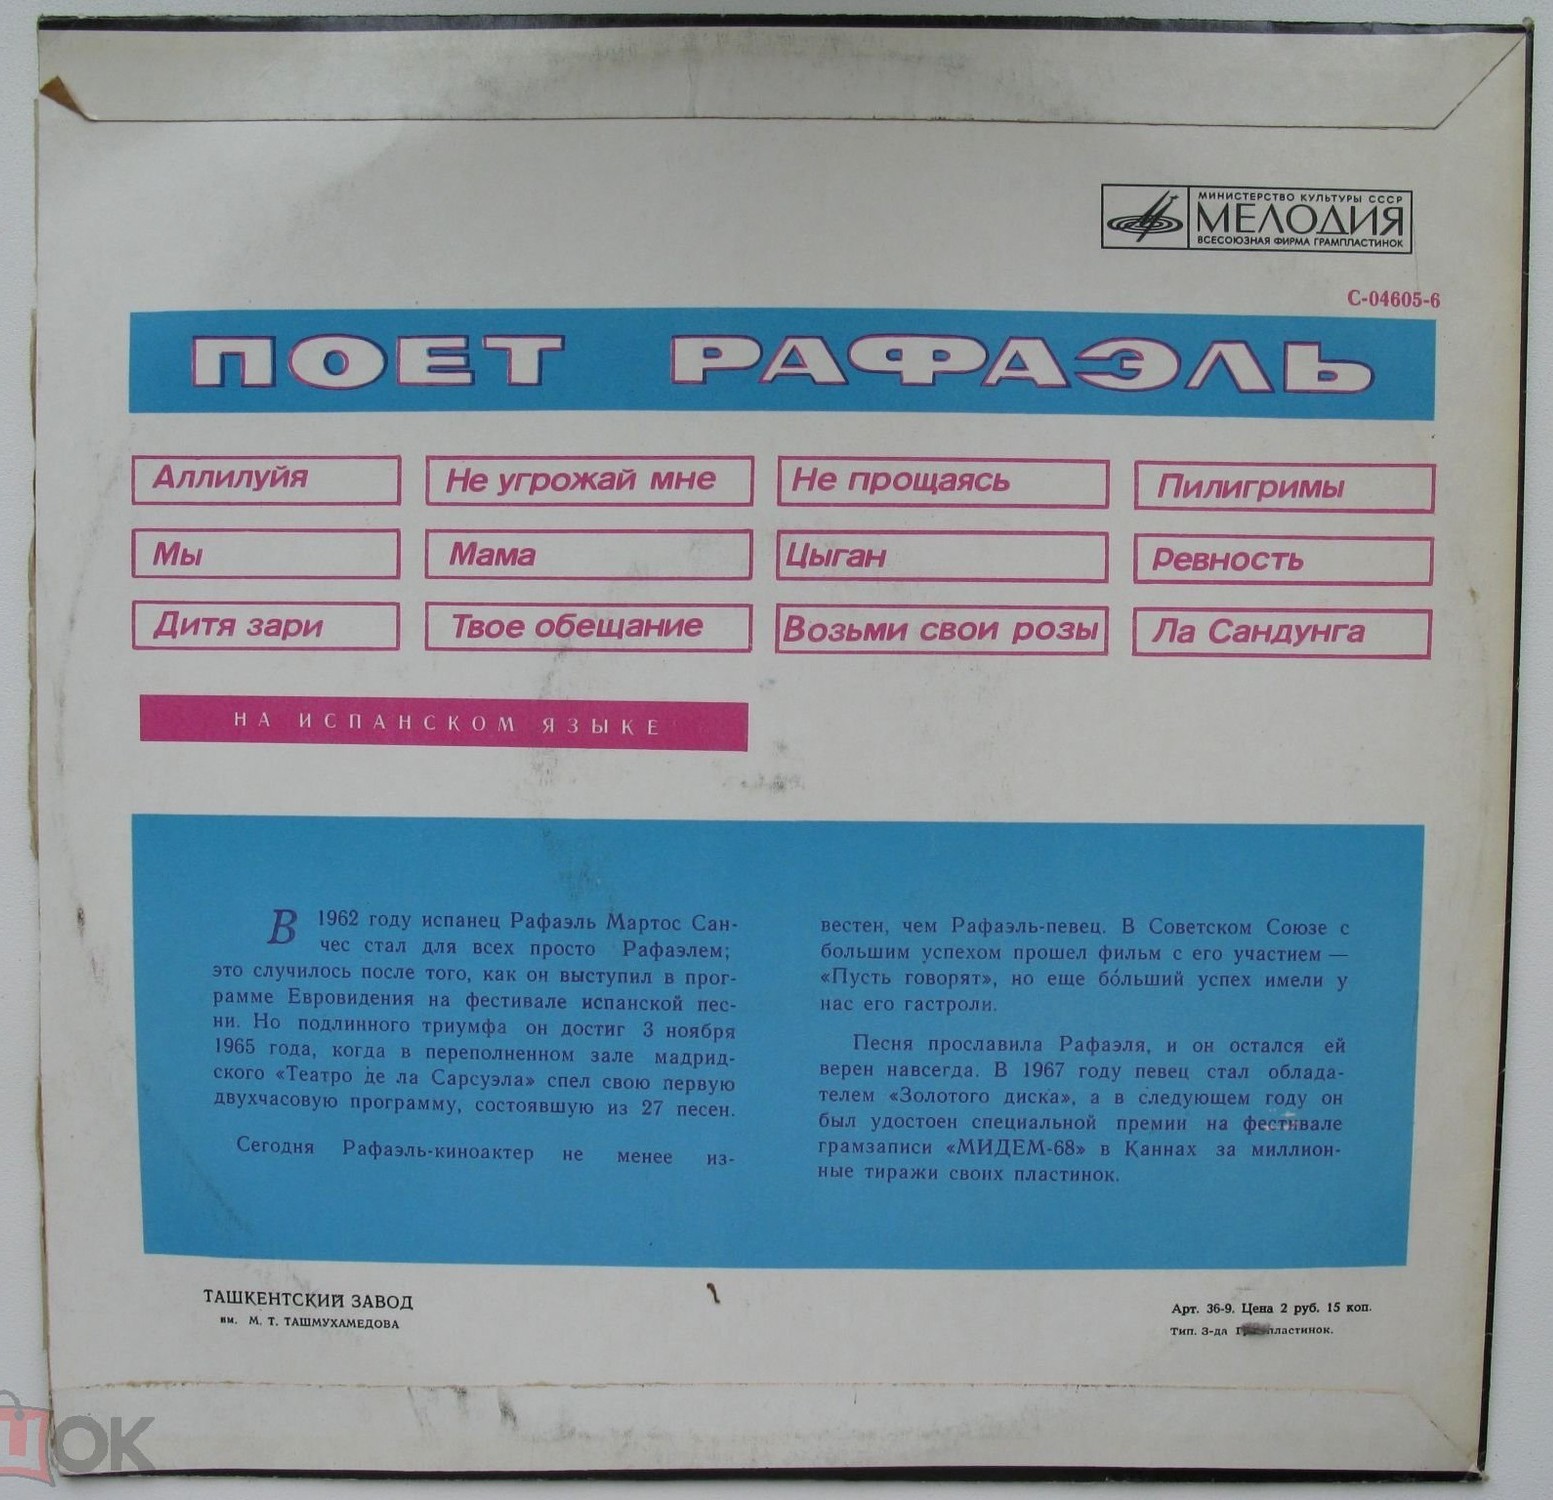 МИНИСТЕРСТВО КУЛЬТУРЫ СССР
МЕЛОДИЯ
ВСЕСОЮЗНАЯ ФИРМА ГРАМПЛАСТИНОК
С-04605-6
ПОЕТ РАФАЭЛЬ
Аллилуйя
Не угрожай мне
Не прощаясь
Пилигримы
Мы
Мама
Цыган
Ревность
Дитя зари
Твое обещание
Возьми свои розы
Ла Сандунга
НА ИСПАНСКОМ ЯЗЫКЕ
В 1962 году испанец Рафаэль Мартос Сан-
чес стал для всех просто Рафаэлем;
это случилось после того, как он выступил в прог-
рамме Евровидения на фестивале испанской пес-
ни. Но подлинного триумфа он достиг 3 ноября
1965 года, когда в переполненном зале мадрид-
ского «Театро де ла Сарсуэла» спел свою первую
двухчасовую программу, состоявшую из 27 песен.
Сегодня Рафаэль-киноактер не менее из-
вестен, чем Рафаэль-певец. В Советском Союзе с
большим успехом прошел фильм с его участием —
«Пусть говорят», но еще бо́льший успех имели у
нас его гастроли.
Песня прославила Рафаэля, и он остался ей
верен навсегда. В 1967 году певец стал облада-
телем «Золотого диска», а в следующем году он
был удостоен специальной премии на фестивале
грамзаписи «МИДЕМ-68» в Каннах за миллион-
ные тиражи своих пластинок.
ТАШКЕНТСКИЙ ЗАВОД
им. М. Т. ТАШМУХАМЕДОВА
Арт. 36-9. Цена 2 руб. 15 коп.
Тип. З-да
ОК